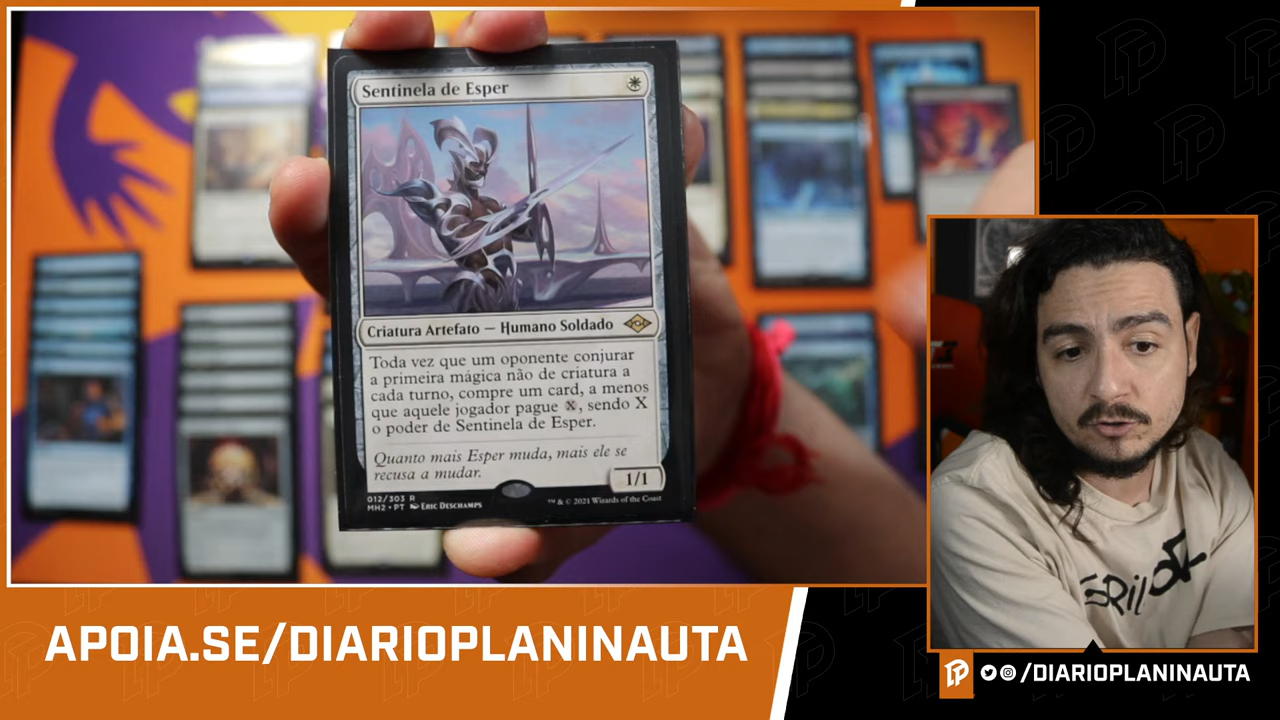 Sentinela de Esper
Criatura Artefato — Humano Soldado
Toda vez que um oponente conjurar
a primeira mágica não de criatura a
cada turno, compre um card, a menos
que aquele jogador pague X, sendo X
o poder de Sentinela de Esper.
Quanto mais Esper muda, mais ele se
recusa a mudar.
1/1
012/303 R
MH2 • PT Eric Deschamps
™ & © 2021 Wizards of the Coast
APOIA.SE/DIARIOPLANINAUTA
/DIARIOPLANINAUTA